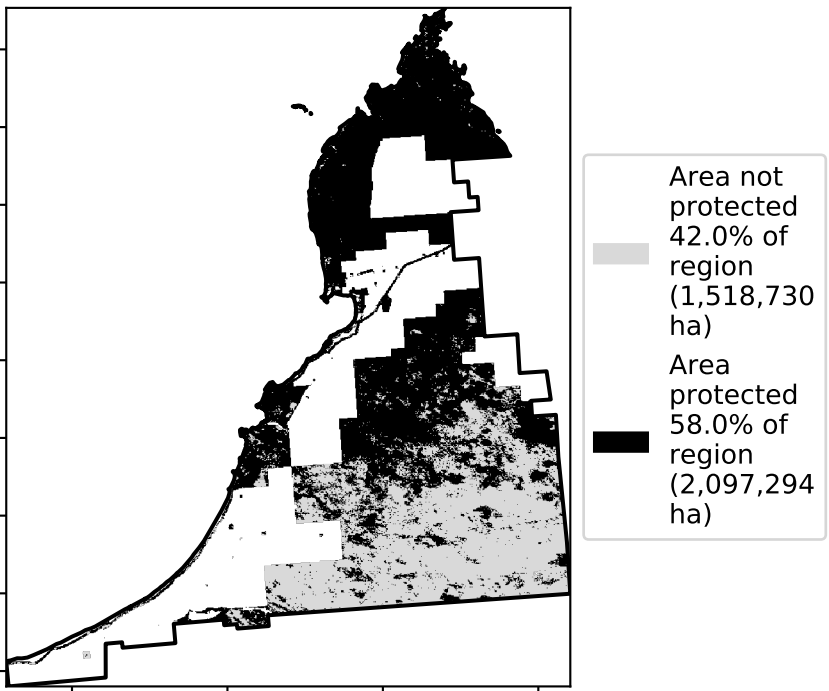 Area not
protected
42.0% of
region
(1,518,730
ha)
Area
protected
58.0% of
region
(2,097,294
ha)